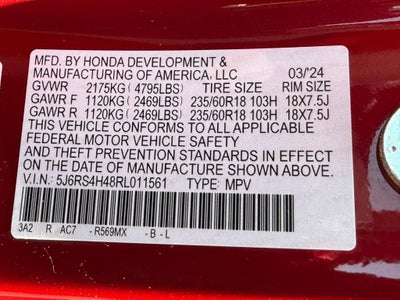 MFD. BY HONDA DEVELOPMENT &
MANUFACTURING OF AMERICA, LLC 03/'24
GVWR 2175KG ( 4795LBS) TIRE SIZE RIM SIZE
GAWR F 1120KG ( 2469LBS) 235/60R18 103H 18X7.5J
GAWR R 1120KG ( 2469LBS) 235/60R18 103H 18X7.5J
THIS VEHICLE CONFORMS TO ALL APPLICABLE
FEDERAL MOTOR VEHICLE SAFETY
AND THEFT PREVENTION STANDARDS IN EFFECT
ON THE DATE OF MANUFACTURE SHOWN ABOVE.
V.I.N: 5J6RS4H48RL011561 TYPE: MPV
3A2 R AC7 - R569MX - B - L